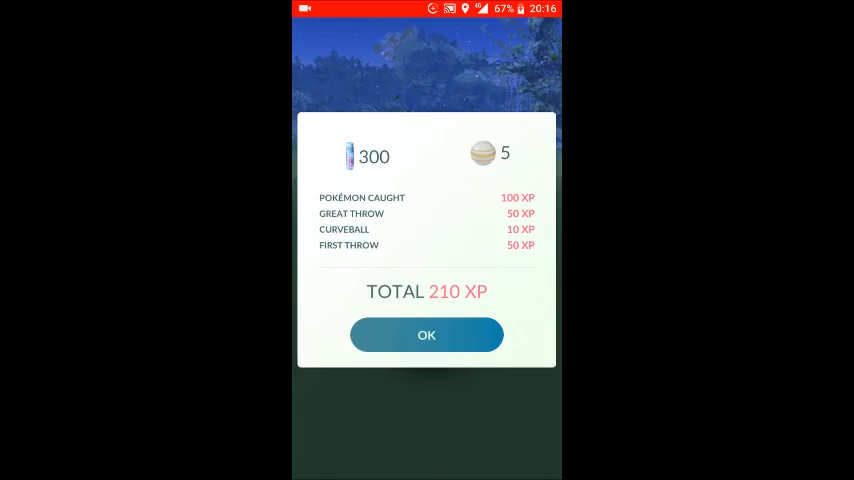 4G 67% 20:16
300 5
POKÉMON CAUGHT 100 XP
GREAT THROW 50 XP
CURVEBALL 10 XP
FIRST THROW 50 XP
TOTAL 210 XP
OK